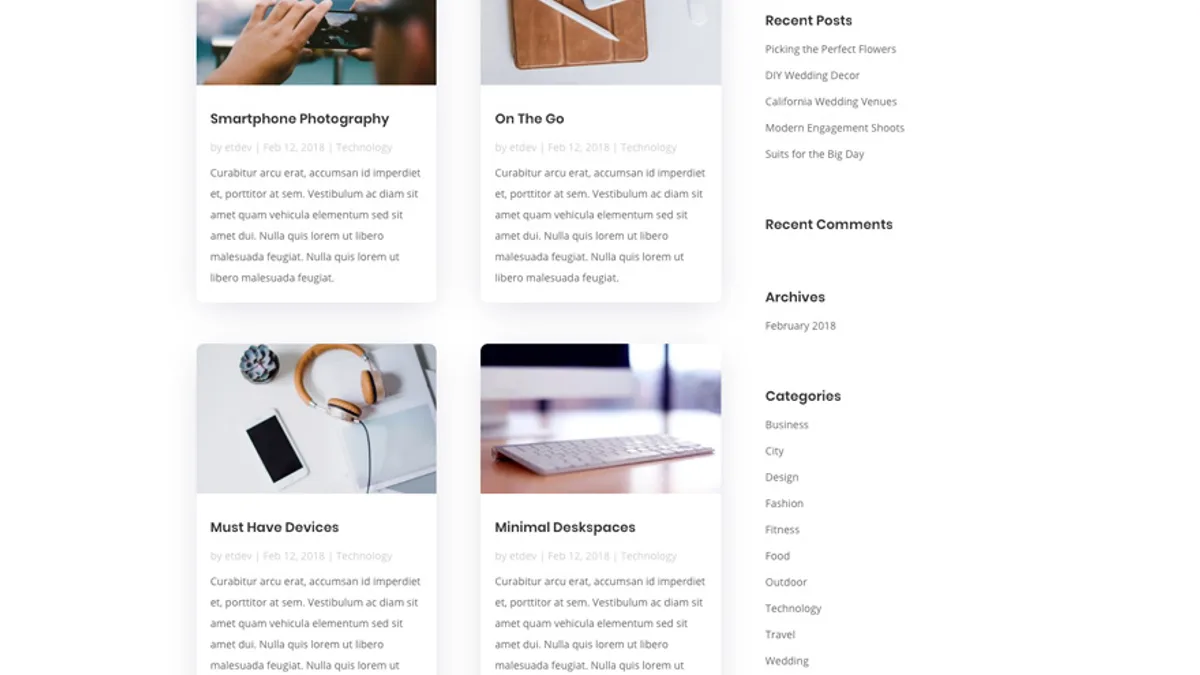 Smartphone Photography
by etdev | Feb 12, 2018 | Technology
Curabitur arcu erat, accumsan id imperdiet
et, porttitor at sem. Vestibulum ac diam sit
amet quam vehicula elementum sed sit
amet dui. Nulla quis lorem ut libero
malesuada feugiat. Nulla quis lorem ut
libero malesuada feugiat.
On The Go
by etdev | Feb 12, 2018 | Technology
Curabitur arcu erat, accumsan id imperdiet
et, porttitor at sem. Vestibulum ac diam sit
amet quam vehicula elementum sed sit
amet dui. Nulla quis lorem ut libero
malesuada feugiat. Nulla quis lorem ut
libero malesuada feugiat.
Must Have Devices
by etdev | Feb 12, 2018 | Technology
Curabitur arcu erat, accumsan id imperdiet
et, porttitor at sem. Vestibulum ac diam sit
amet quam vehicula elementum sed sit
amet dui. Nulla quis lorem ut libero
malesuada feugiat. Nulla quis lorem ut
Minimal Deskspaces
by etdev | Feb 12, 2018 | Technology
Curabitur arcu erat, accumsan id imperdiet
et, porttitor at sem. Vestibulum ac diam sit
amet quam vehicula elementum sed sit
amet dui. Nulla quis lorem ut libero
malesuada feugiat. Nulla quis lorem ut
Recent Posts
Picking the Perfect Flowers
DIY Wedding Decor
California Wedding Venues
Modern Engagement Shoots
Suits for the Big Day
Recent Comments
Archives
February 2018
Categories
Business
City
Design
Fashion
Fitness
Food
Outdoor
Technology
Travel
Wedding